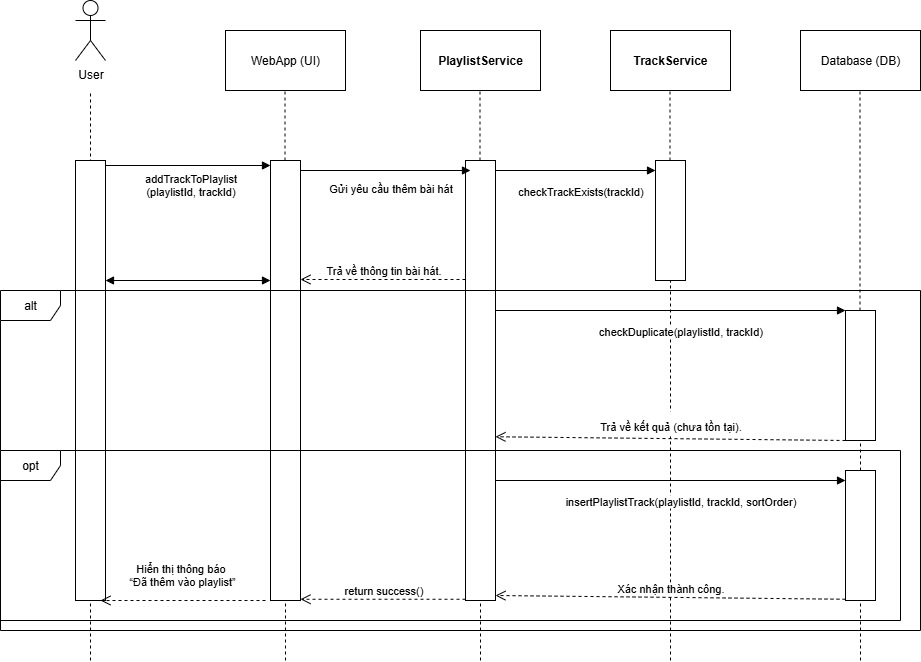 User
WebApp (UI)
PlaylistService
TrackService
Database (DB)
addTrackToPlaylist
(playlistId, trackId)
Gửi yêu cầu thêm bài hát
checkTrackExists(trackId)
Trả về thông tin bài hát.
alt
checkDuplicate(playlistId, trackId)
Trả về kết quả (chưa tồn tại).
opt
insertPlaylistTrack(playlistId, trackId, sortOrder)
Hiển thị thông báo
“Đã thêm vào playlist”
return success()
Xác nhận thành công.